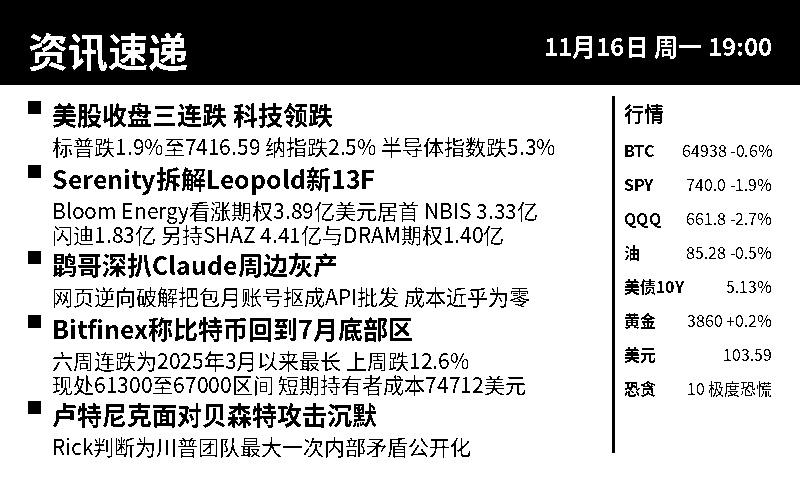 资讯速递
11月16日 周一 19:00
美股收盘三连跌 科技领跌
标普跌1.9%至7416.59 纳指跌2.5% 半导体指数跌5.3%
Serenity拆解Leopold新13F
Bloom Energy看涨期权3.89亿美元居首 NBIS 3.33亿
闪迪1.83亿 另持SHAZ 4.41亿与DRAM期权1.40亿
鹍哥深扒Claude周边灰产
网页逆向破解把包月账号抠成API批发 成本近乎为零
Bitfinex称比特币回到7月底部区
六周连跌为2025年3月以来最长 上周跌12.6%
现处61300至67000区间 短期持有者成本74712美元
卢特尼克面对贝森特攻击沉默
Rick判断为川普团队最大一次内部矛盾公开化
行情
BTC 64938 -0.6%
SPY 740.0 -1.9%
QQQ 661.8 -2.7%
油 85.28 -0.5%
美债10Y 5.13%
黄金 3860 +0.2%
美元 103.59
恐贪 10 极度恐慌